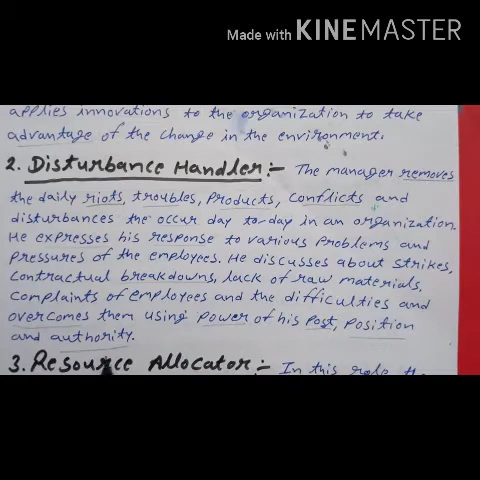 Made with KINEMASTER
applies innovations to the organization to take
advantage of the change in the environment.
2. Disturbance Handler:- The manager removes
the daily riots, troubles, products, conflicts and
disturbances the occur day to-day in an organization.
He expresses his response to various problems and
pressures of the employees. He discusses about strikes,
contractual breakdowns, lack of raw materials,
complaints of employees and the difficulties and
overcomes them using power of his post, position
and authority.
3. Resource Allocator:- In this role the